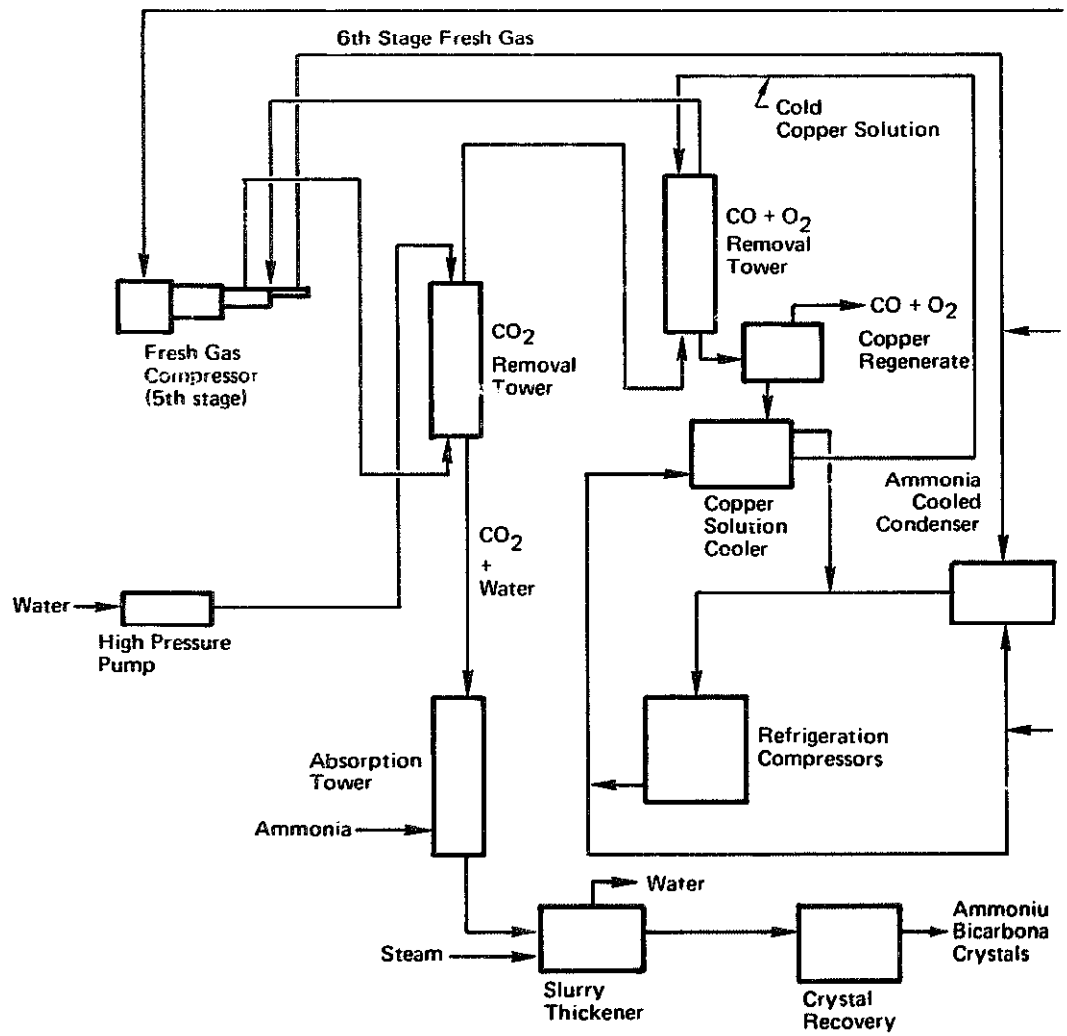 6th Stage Fresh Gas
Cold
Copper Solution
CO + O2
Removal
Tower
CO + O2
Copper
Regenerate
Fresh Gas
Compressor
(5th stage)
CO2
Removal
Tower
Ammonia
Cooled
Condenser
Copper
Solution
Cooler
CO2
+
Water
Water
High Pressure
Pump
Refrigeration
Compressors
Absorption
Tower
Ammonia
Water
Steam
Slurry
Thickener
Crystal
Recovery
Ammoniu
Bicarbona
Crystals